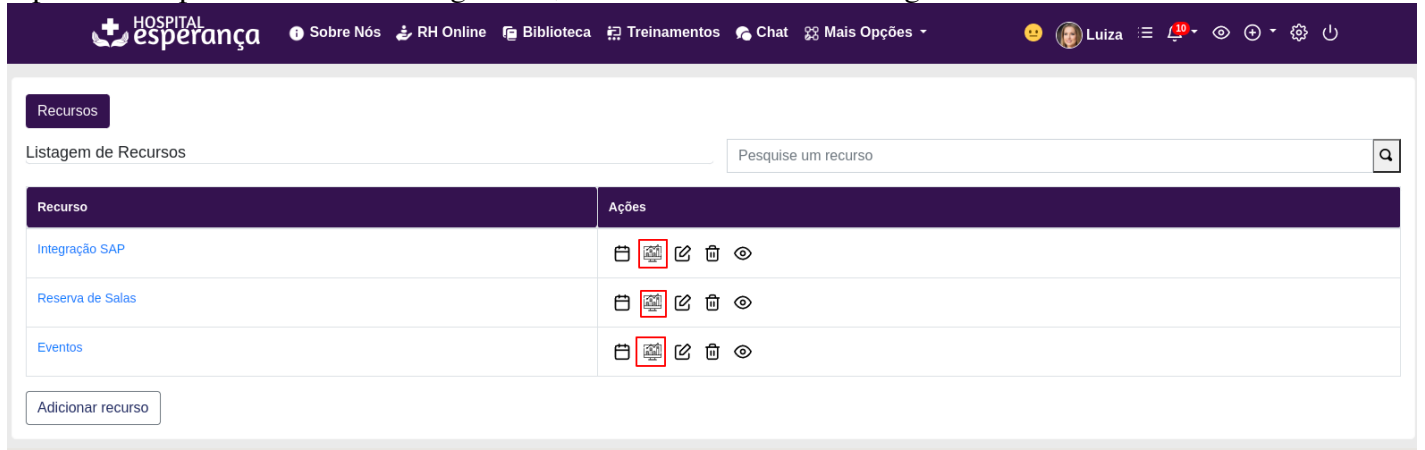 HOSPITAL
esperança
Sobre Nós RH Online Biblioteca Treinamentos Chat Mais Opções Luiza 10
Recursos
Listagem de Recursos
Pesquise um recurso
Recurso Ações
Integração SAP
Reserva de Salas
Eventos
Adicionar recurso